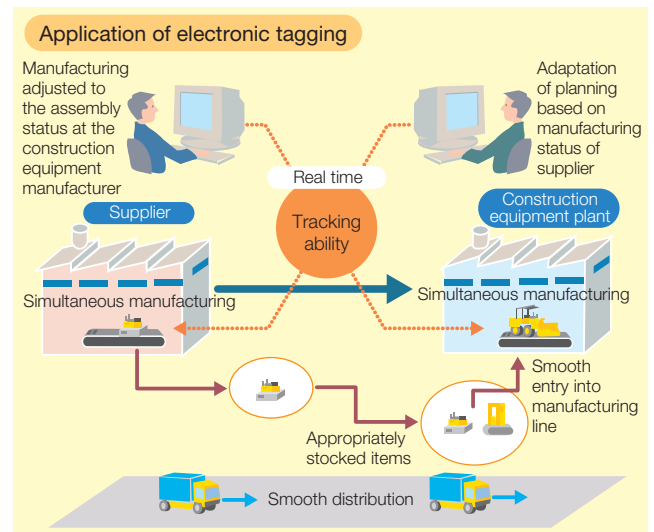 Application of electronic tagging
Manufacturing
adjusted to
the assembly
status at the
construction
equipment
manufacturer
Adaptation
of planning
based on
manufacturing
status of
supplier
Real time
Tracking
ability
Supplier
Construction
equipment plant
Simultaneous manufacturing
Simultaneous manufacturing
Smooth
entry into
manufacturing
line
Appropriately
stocked items
Smooth distribution